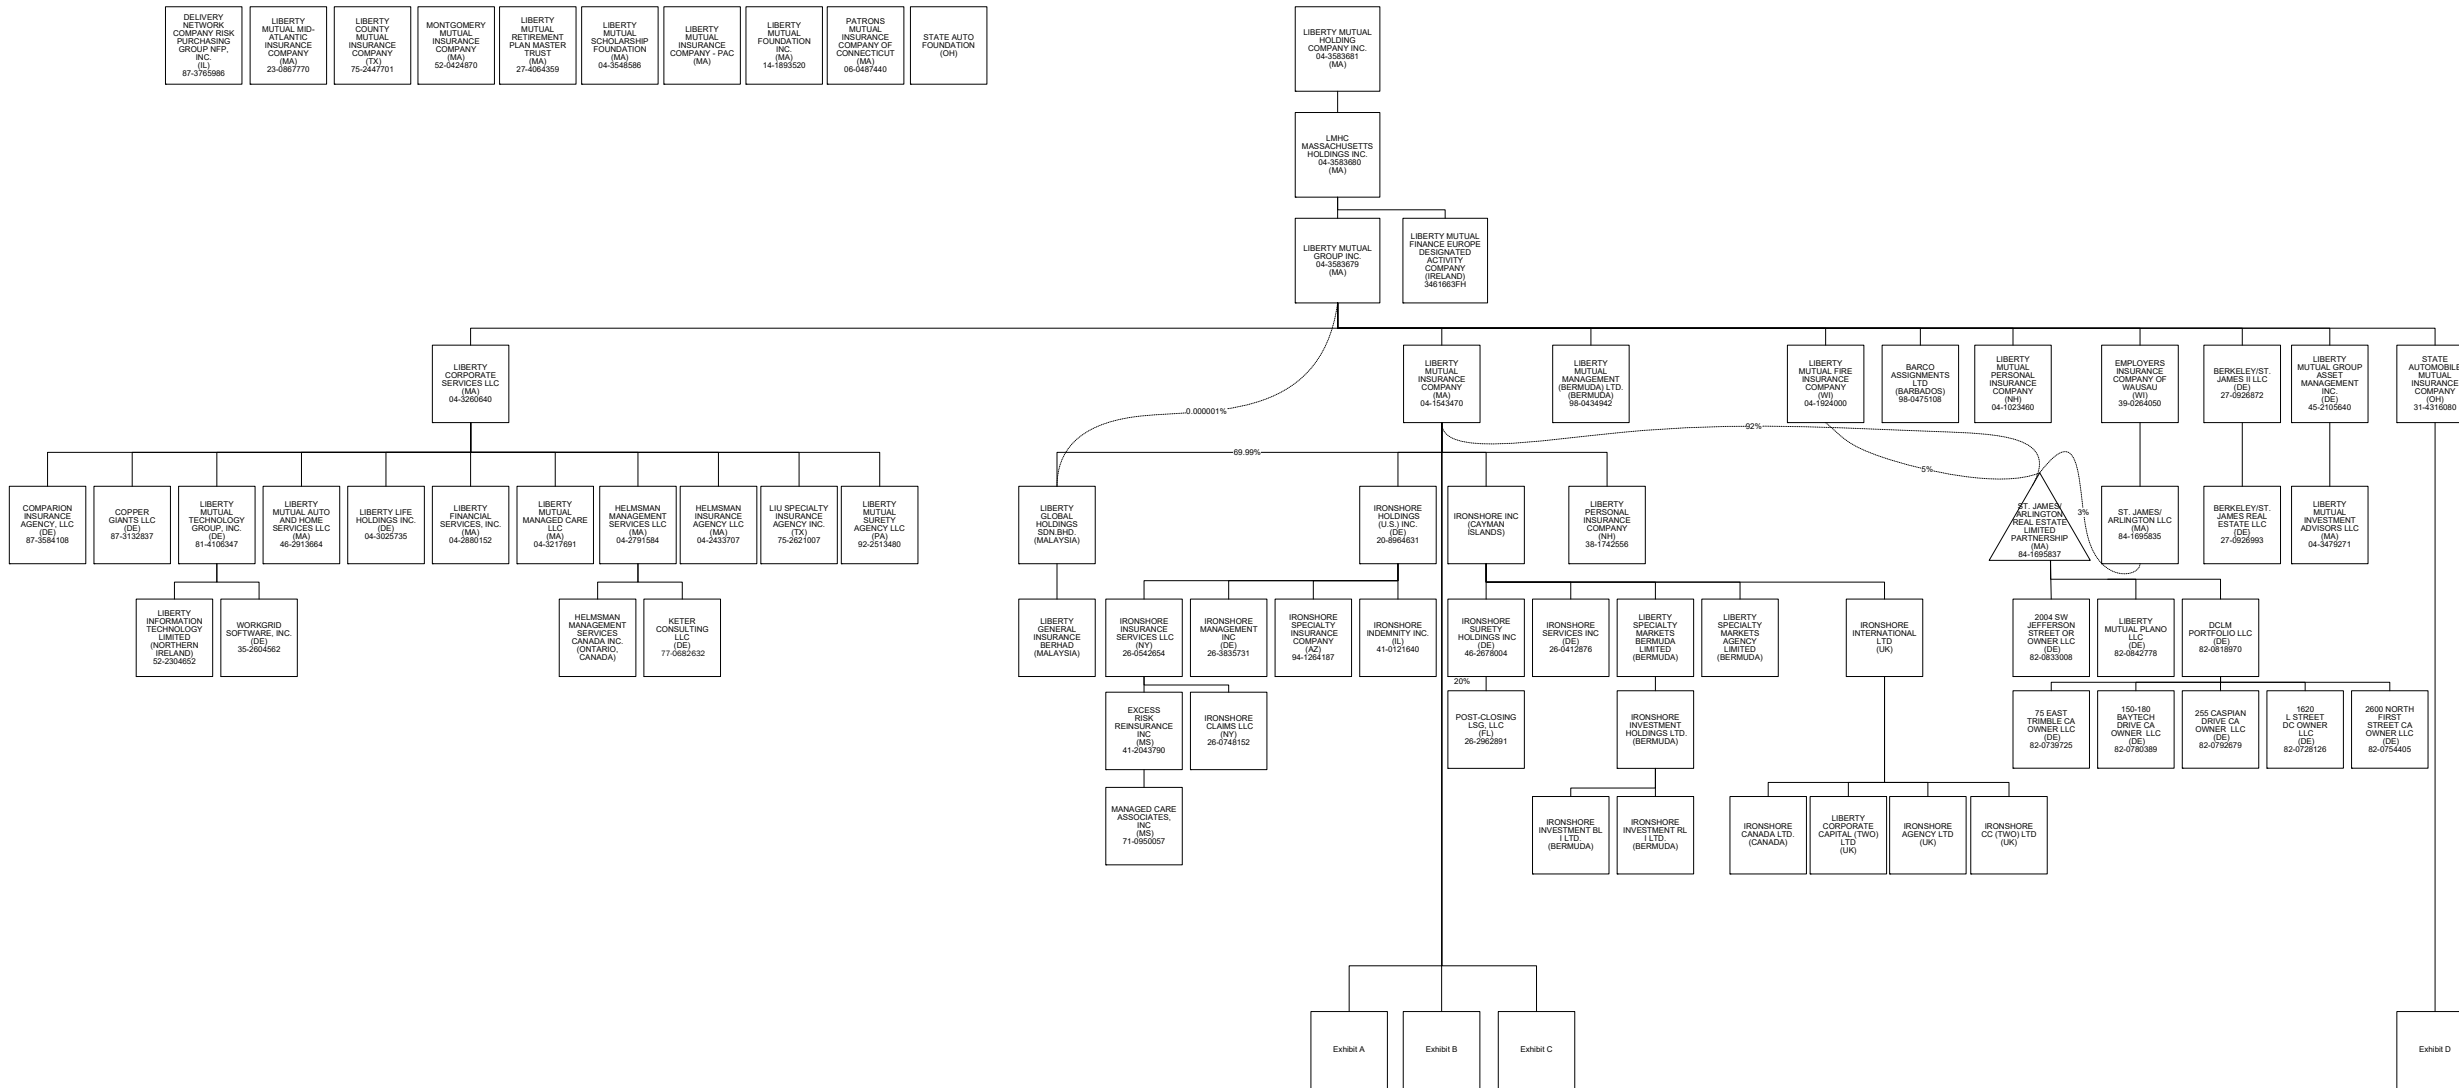 DELIVERY
NETWORK
COMPANY RISK
PURCHASING
GROUP NFP,
INC.
(IL)
87-3765986
LIBERTY
MUTUAL MID-
ATLANTIC
INSURANCE
COMPANY
(MA)
23-0867770
LIBERTY
COUNTY
MUTUAL
INSURANCE
COMPANY
(TX)
75-2447701
MONTGOMERY
MUTUAL
INSURANCE
COMPANY
(MA)
52-0424870
LIBERTY
MUTUAL
RETIREMENT
PLAN MASTER
TRUST
(MA)
27-4064359
LIBERTY
MUTUAL
SCHOLARSHIP
FOUNDATION
(MA)
04-3548586
LIBERTY
MUTUAL
INSURANCE
COMPANY - PAC
(MA)
LIBERTY
MUTUAL
FOUNDATION
INC.
(MA)
14-1893520
PATRONS
MUTUAL
INSURANCE
COMPANY OF
CONNECTICUT
(MA)
06-0487440
STATE AUTO
FOUNDATION
(OH)
LIBERTY MUTUAL
HOLDING
COMPANY INC.
04-3583681
(MA)
LMHC
MASSACHUSETTS
HOLDINGS INC.
04-3583680
(MA)
LIBERTY MUTUAL
GROUP INC.
04-3583679
(MA)
LIBERTY MUTUAL
FINANCE EUROPE
DESIGNATED
ACTIVITY
COMPANY
(IRELAND)
3461663FH
LIBERTY
CORPORATE
SERVICES LLC
(MA)
04-3260640
LIBERTY
MUTUAL
INSURANCE
COMPANY
(MA)
04-1543470
LIBERTY
MUTUAL
MANAGEMENT
(BERMUDA) LTD.
(BERMUDA)
98-0434942
LIBERTY
MUTUAL FIRE
INSURANCE
COMPANY
(WI)
04-1924000
BARCO
ASSIGNMENTS
LTD
(BARBADOS)
98-0475108
LIBERTY
MUTUAL
PERSONAL
INSURANCE
COMPANY
(NH)
04-1023460
EMPLOYERS
INSURANCE
COMPANY OF
WAUSAU
(WI)
39-0264050
BERKELEY/ST.
JAMES II LLC
(DE)
27-0926872
LIBERTY
MUTUAL GROUP
ASSET
MANAGEMENT
INC.
(DE)
45-2105640
STATE
AUTOMOBILE
MUTUAL
INSURANCE
COMPANY
(OH)
31-4316080
0.000001%
92%
69.99%
5%
3%
COMPARION
INSURANCE
AGENCY, LLC
(DE)
87-3584108
COPPER
GIANTS LLC
(DE)
87-3132837
LIBERTY
MUTUAL
TECHNOLOGY
GROUP, INC.
(DE)
81-4106347
LIBERTY
MUTUAL AUTO
AND HOME
SERVICES LLC
(MA)
46-2913664
LIBERTY LIFE
HOLDINGS INC.
(DE)
04-3025735
LIBERTY
FINANCIAL
SERVICES, INC.
(MA)
04-2880152
LIBERTY
MUTUAL
MANAGED CARE
LLC
(MA)
04-3217691
HELMSMAN
MANAGEMENT
SERVICES LLC
(MA)
04-2791584
HELMSMAN
INSURANCE
AGENCY LLC
(MA)
04-2433707
LIU SPECIALTY
INSURANCE
AGENCY INC.
(TX)
75-2621007
LIBERTY
MUTUAL
SURETY
AGENCY LLC
(PA)
92-2513480
LIBERTY
GLOBAL
HOLDINGS
SDN.BHD.
(MALAYSIA)
IRONSHORE
HOLDINGS
(U.S.) INC.
(DE)
20-8964631
IRONSHORE INC
(CAYMAN
ISLANDS)
LIBERTY
PERSONAL
INSURANCE
COMPANY
(NH)
38-1742556
ST. JAMES/
ARLINGTON
REAL ESTATE
LIMITED
PARTNERSHIP
(MA)
84-1695837
ST. JAMES/
ARLINGTON LLC
(MA)
84-1695835
BERKELEY/ST.
JAMES REAL
ESTATE LLC
(DE)
27-0926993
LIBERTY
MUTUAL
INVESTMENT
ADVISORS LLC
(MA)
04-3479271
LIBERTY
INFORMATION
TECHNOLOGY
LIMITED
(NORTHERN
IRELAND)
52-2304652
WORKGRID
SOFTWARE, INC.
(DE)
35-2604562
HELMSMAN
MANAGEMENT
SERVICES
CANADA INC.
(ONTARIO,
CANADA)
KETER
CONSULTING
LLC
(DE)
77-0682632
LIBERTY
GENERAL
INSURANCE
BERHAD
(MALAYSIA)
IRONSHORE
INSURANCE
SERVICES LLC
(NY)
26-0542654
IRONSHORE
MANAGEMENT
INC
(DE)
26-3835731
IRONSHORE
SPECIALTY
INSURANCE
COMPANY
(AZ)
94-1264187
IRONSHORE
INDEMNITY INC.
(IL)
41-0121640
IRONSHORE
SURETY
HOLDINGS INC
(DE)
46-2678004
IRONSHORE
SERVICES INC
(DE)
26-0412876
LIBERTY
SPECIALTY
MARKETS
BERMUDA
LIMITED
(BERMUDA)
LIBERTY
SPECIALTY
MARKETS
AGENCY
LIMITED
(BERMUDA)
IRONSHORE
INTERNATIONAL
LTD
(UK)
2004 SW
JEFFERSON
STREET OR
OWNER LLC
(DE)
82-0833008
LIBERTY
MUTUAL PLANO
LLC
(DE)
82-0842778
DCLM
PORTFOLIO LLC
(DE)
82-0818970
20%
EXCESS
RISK
REINSURANCE
INC
(MS)
41-2043790
IRONSHORE
CLAIMS LLC
(NY)
26-0748152
POST-CLOSING
LSG, LLC
(FL)
26-2962891
IRONSHORE
INVESTMENT
HOLDINGS LTD.
(BERMUDA)
75 EAST
TRIMBLE CA
OWNER LLC
(DE)
82-0739725
150-180
BAYTECH
DRIVE CA
OWNER LLC
(DE)
82-0780389
255 CASPIAN
DRIVE CA
OWNER LLC
(DE)
82-0792679
1620
L STREET
DC OWNER
LLC
(DE)
82-0728126
2600 NORTH
FIRST
STREET CA
OWNER LLC
(DE)
82-0754405
MANAGED CARE
ASSOCIATES,
INC
(MS)
71-0950057
IRONSHORE
INVESTMENT BL
I LTD.
(BERMUDA)
IRONSHORE
INVESTMENT RL
I LTD.
(BERMUDA)
IRONSHORE
CANADA LTD.
(CANADA)
LIBERTY
CORPORATE
CAPITAL (TWO)
LTD
(UK)
IRONSHORE
AGENCY LTD
(UK)
IRONSHORE
CC (TWO) LTD
(UK)
Exhibit A
Exhibit B
Exhibit C
Exhibit D